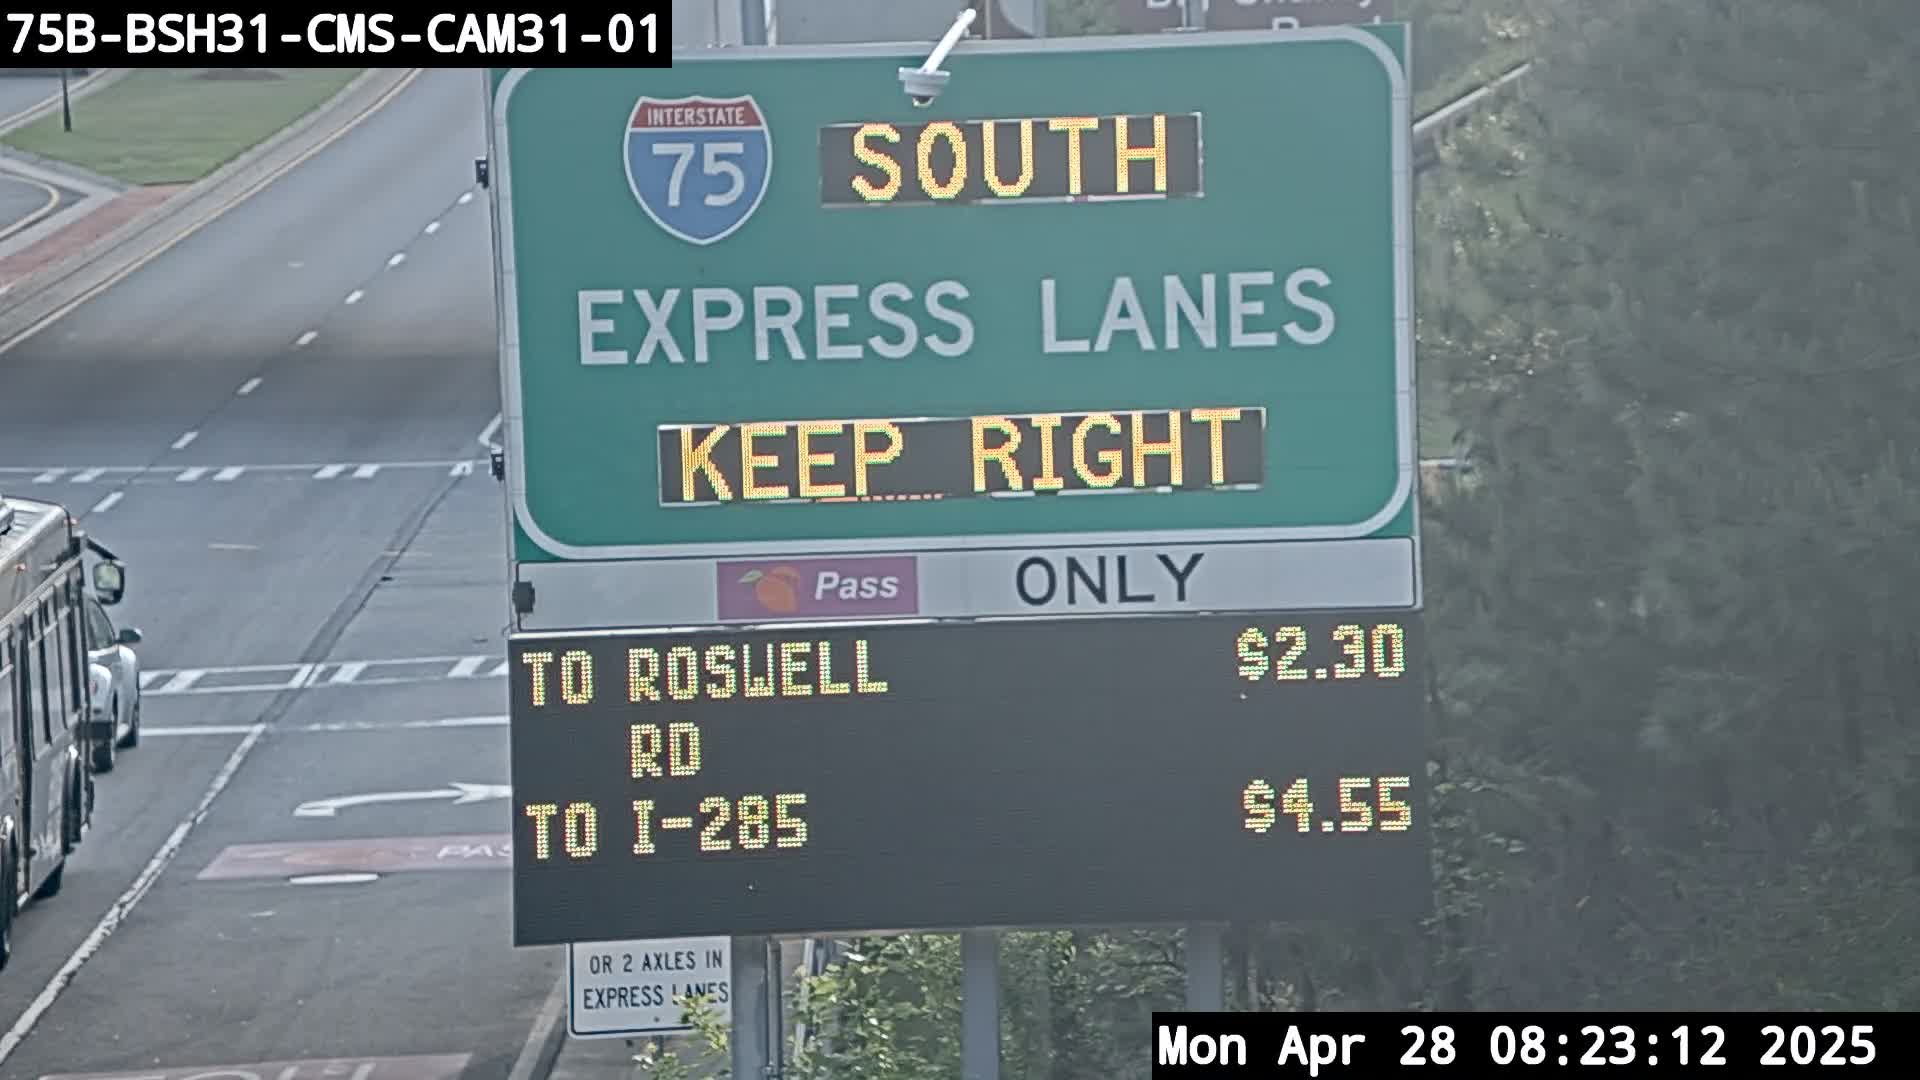 75B-BSH31-CMS-CAM31-01
INTERSTATE
75
SOUTH
EXPRESS LANES
KEEP RIGHT
Pass ONLY
TO ROSWELL $2.30
RD
TO I-285 $4.55
OR 2 AXLES IN
EXPRESS LANES
Mon Apr 28 08:23:12 2025